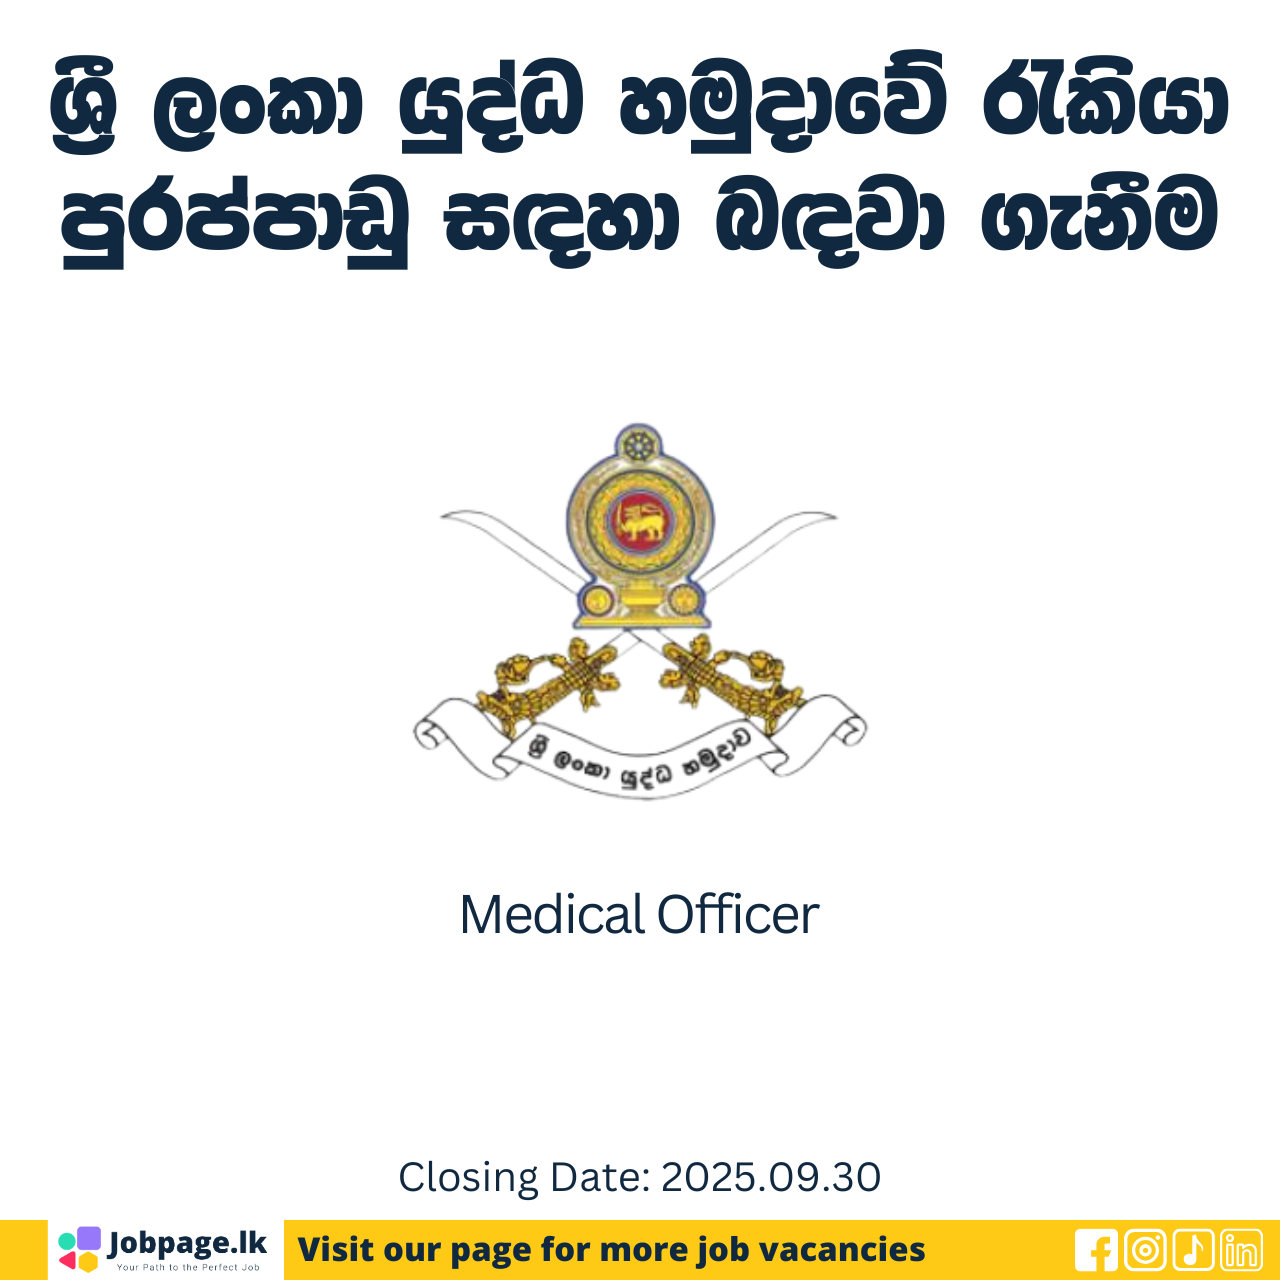 ශ්‍රී ලංකා යුද්ධ හමුදාවේ රැකියා
පුරප්පාඩු සඳහා බඳවා ගැනීම
ශ්‍රී ලංකා යුද්ධ හමුදාව
Medical Officer
Closing Date: 2025.09.30
Jobpage.lk
Your Path to the Perfect Job
Visit our page for more job vacancies